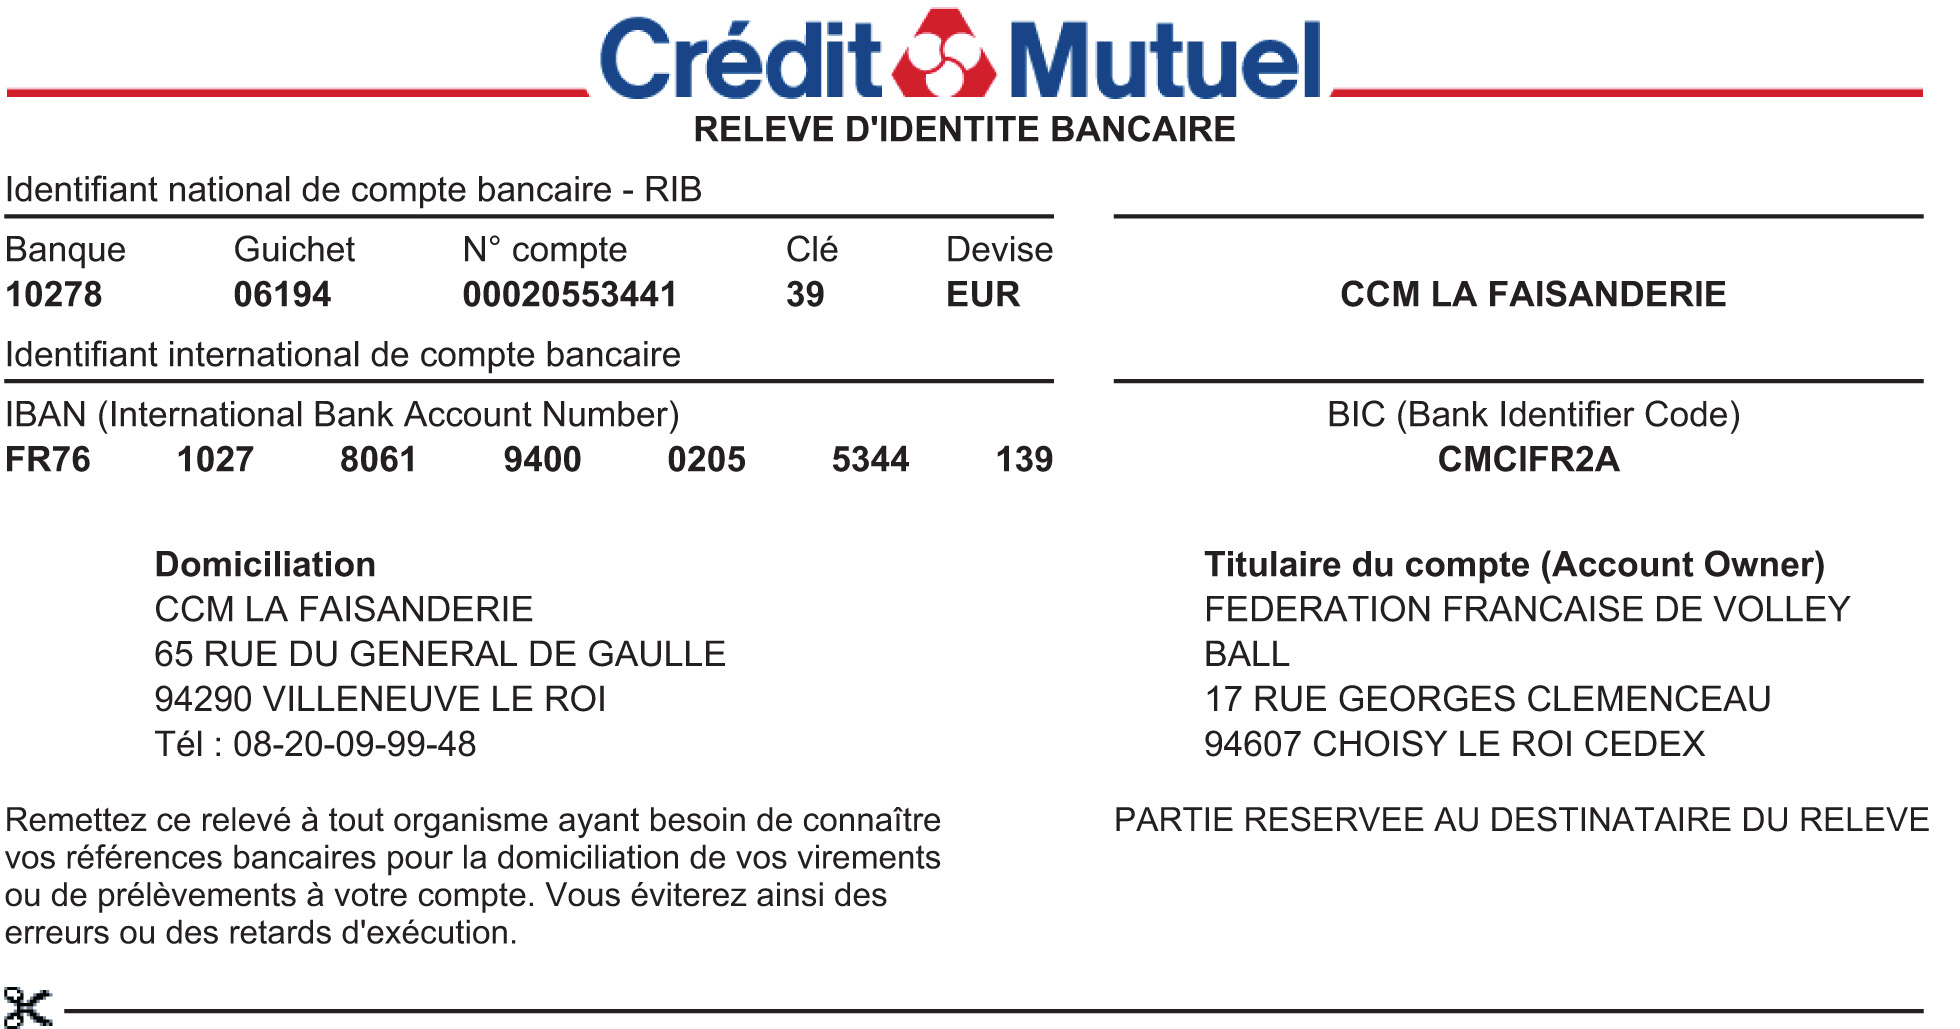 Crédit Mutuel
RELEVE D'IDENTITE BANCAIRE
Identifiant national de compte bancaire - RIB
Banque Guichet N° compte Clé Devise
10278 06194 00020553441 39 EUR CCM LA FAISANDERIE
Identifiant international de compte bancaire
IBAN (International Bank Account Number) BIC (Bank Identifier Code)
FR76 1027 8061 9400 0205 5344 139 CMCIFR2A
Domiciliation
CCM LA FAISANDERIE
65 RUE DU GENERAL DE GAULLE
94290 VILLENEUVE LE ROI
Tél : 08-20-09-99-48
Titulaire du compte (Account Owner)
FEDERATION FRANCAISE DE VOLLEY
BALL
17 RUE GEORGES CLEMENCEAU
94607 CHOISY LE ROI CEDEX
Remettez ce relevé à tout organisme ayant besoin de connaître
vos références bancaires pour la domiciliation de vos virements
ou de prélèvements à votre compte. Vous éviterez ainsi des
erreurs ou des retards d'exécution.
PARTIE RESERVEE AU DESTINATAIRE DU RELEVE